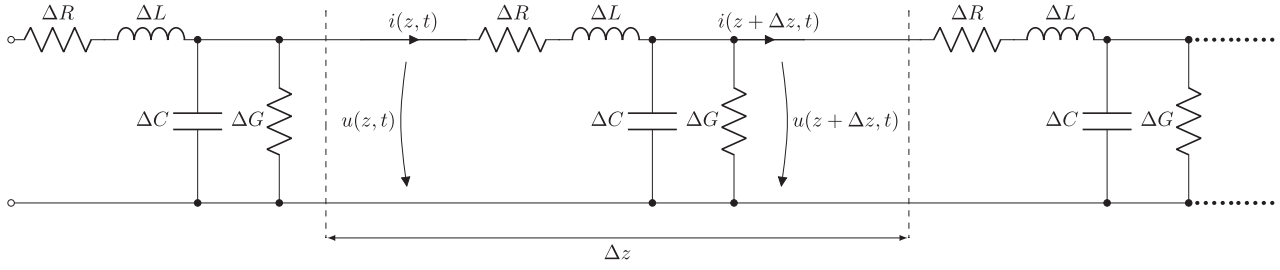 ΔR ΔL i(z, t) ΔR ΔL i(z + Δz, t) ΔR ΔL
ΔC ΔG u(z, t) ΔC ΔG u(z + Δz, t) ΔC ΔG
Δz